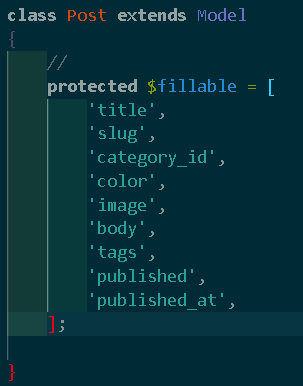 class Post extends Model
{
    //
    protected $fillable = [
        'title',
        'slug',
        'category_id',
        'color',
        'image',
        'body',
        'tags',
        'published',
        'published_at',
    ];

}